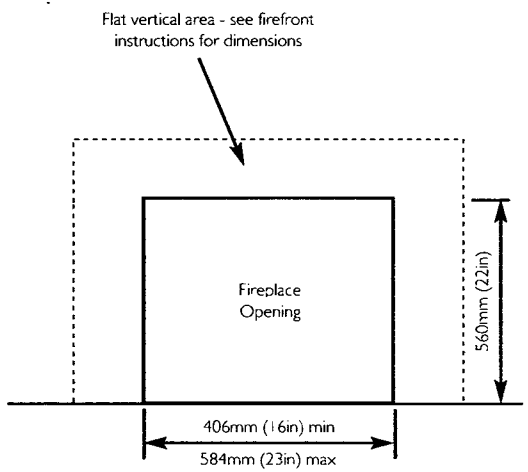 Flat vertical area - see firefront
instructions for dimensions
Fireplace
Opening
560mm (22in)
406mm (16in) min
584mm (23in) max